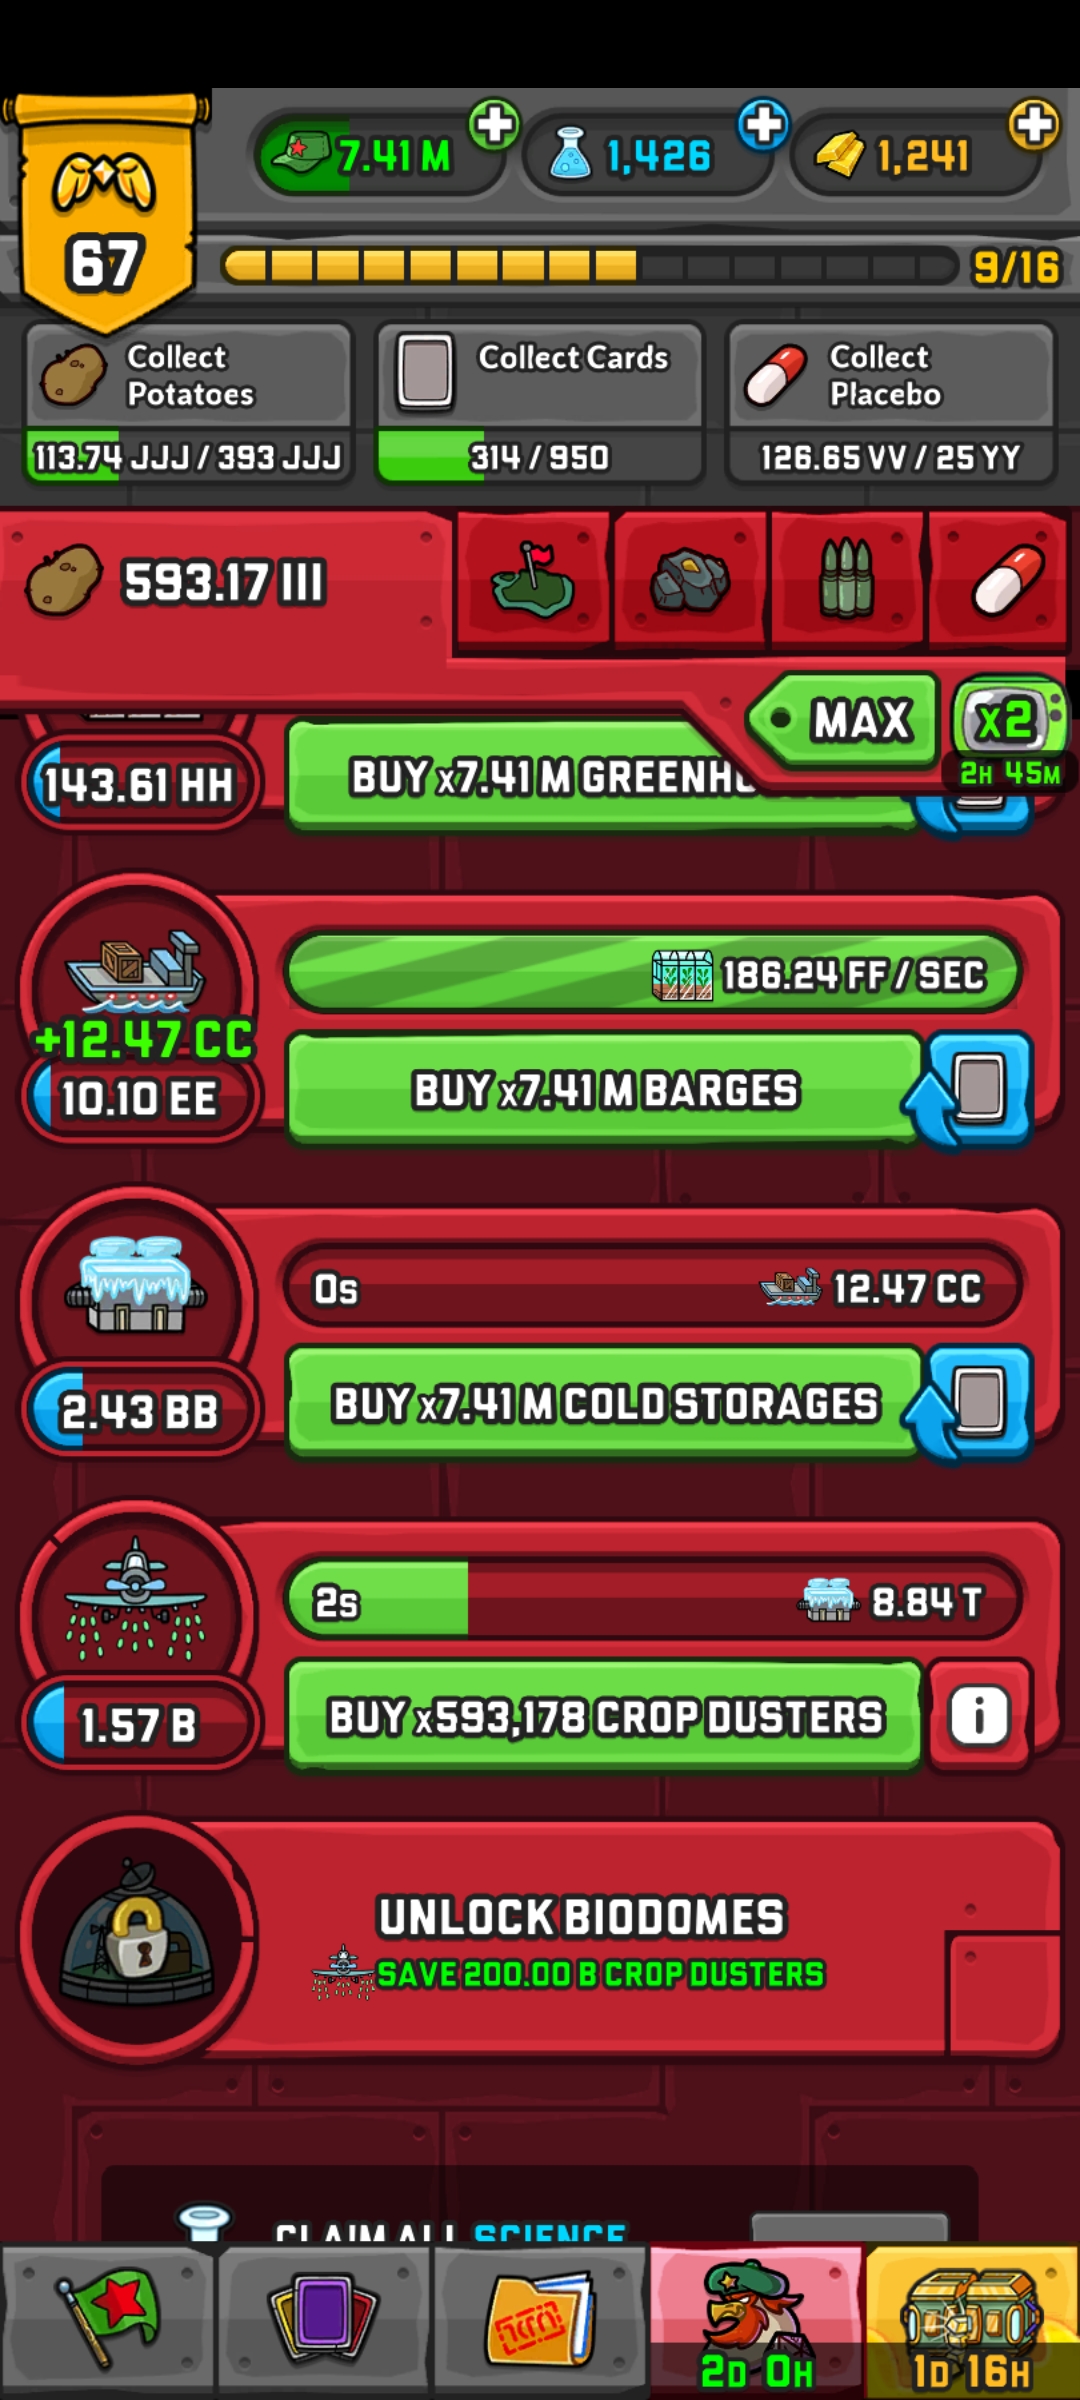 7.41 M
1,426
1,241
67
9/16
Collect
Potatoes
113.74 JJJ / 393 JJJ
Collect Cards
314 / 950
Collect
Placebo
126.65 VV / 25 YY
593.17 III
MAX
X2
2H 45M
143.61 HH
BUY x7.41 M
186.24 FF / SEC
+12.47 CC
10.10 EE
BUY x7.41 M BARGES
0s
12.47 CC
2.43 BB
BUY x7.41 M COLD STORAGES
2s
8.84 T
1.57 B
BUY x593,178 CROP DUSTERS
i
UNLOCK BIODOMES
SAVE 200.00 B CROP DUSTERS
CLAIM ALL SCIENCE
2D 0H
1D 16H